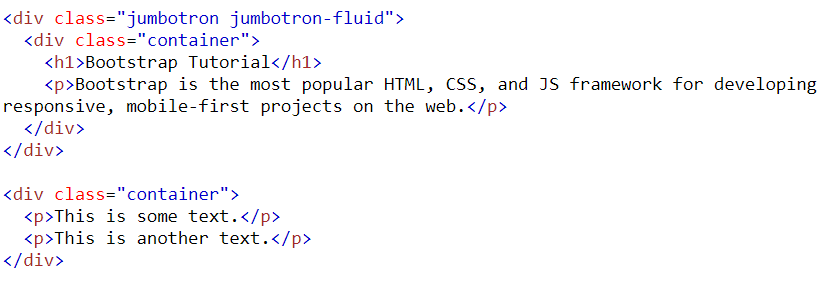 <div class="jumbotron jumbotron-fluid">
  <div class="container">
    <h1>Bootstrap Tutorial</h1>
    <p>Bootstrap is the most popular HTML, CSS, and JS framework for developing
responsive, mobile-first projects on the web.</p>
  </div>
</div>

<div class="container">
  <p>This is some text.</p>
  <p>This is another text.</p>
</div>